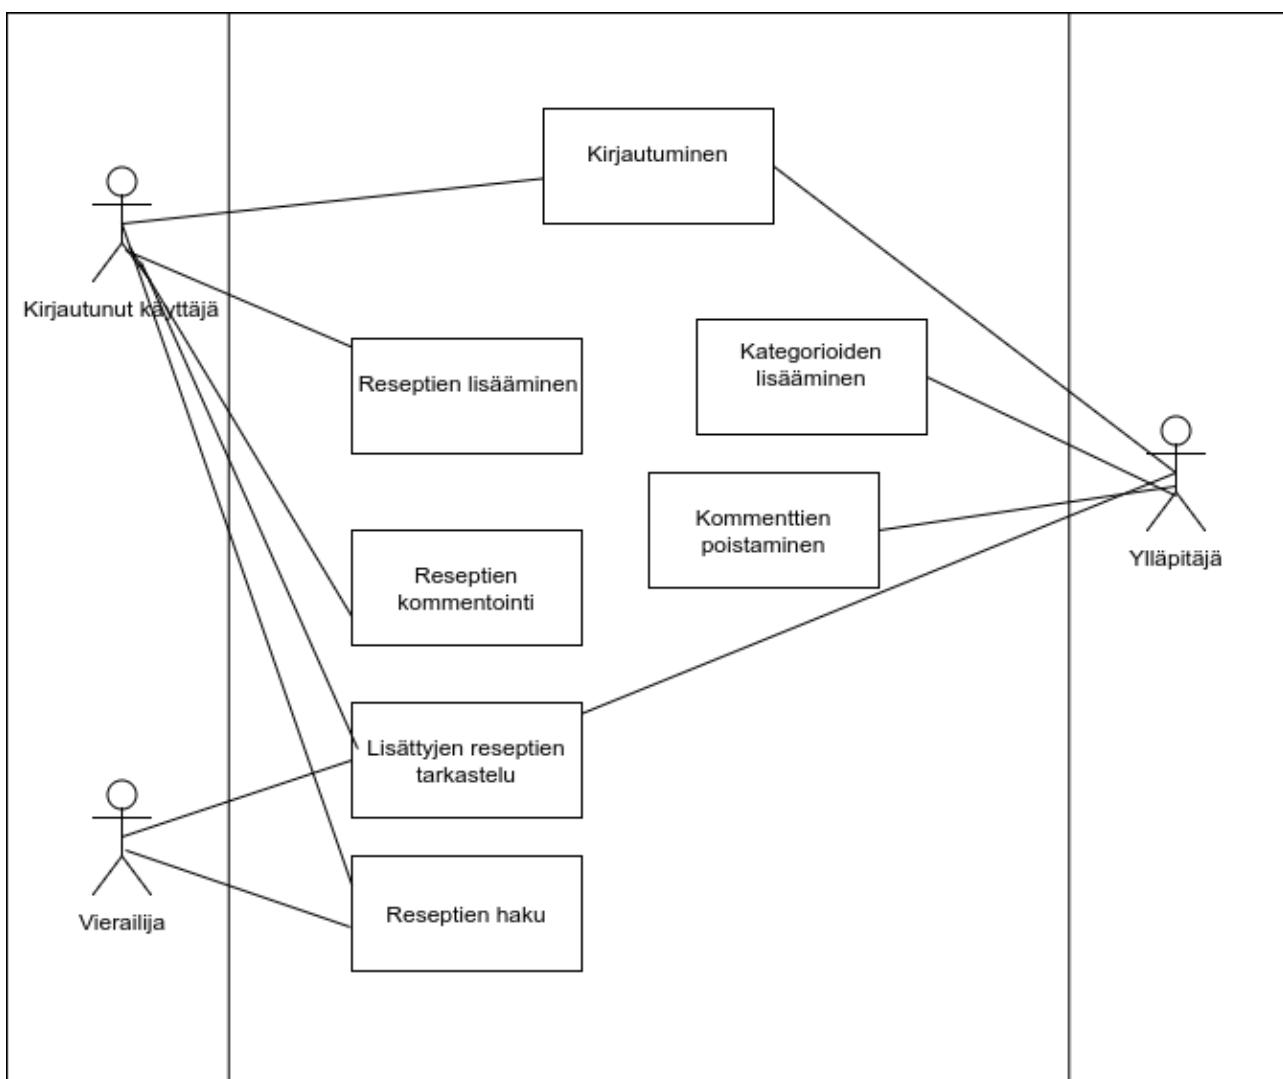 Kirjautuminen
Kirjautunut käyttäjä
Reseptien lisääminen
Kategorioiden
lisääminen
Kommenttien
poistaminen
Ylläpitäjä
Reseptien
kommentointi
Lisättyjen reseptien
tarkastelu
Vierailija
Reseptien haku